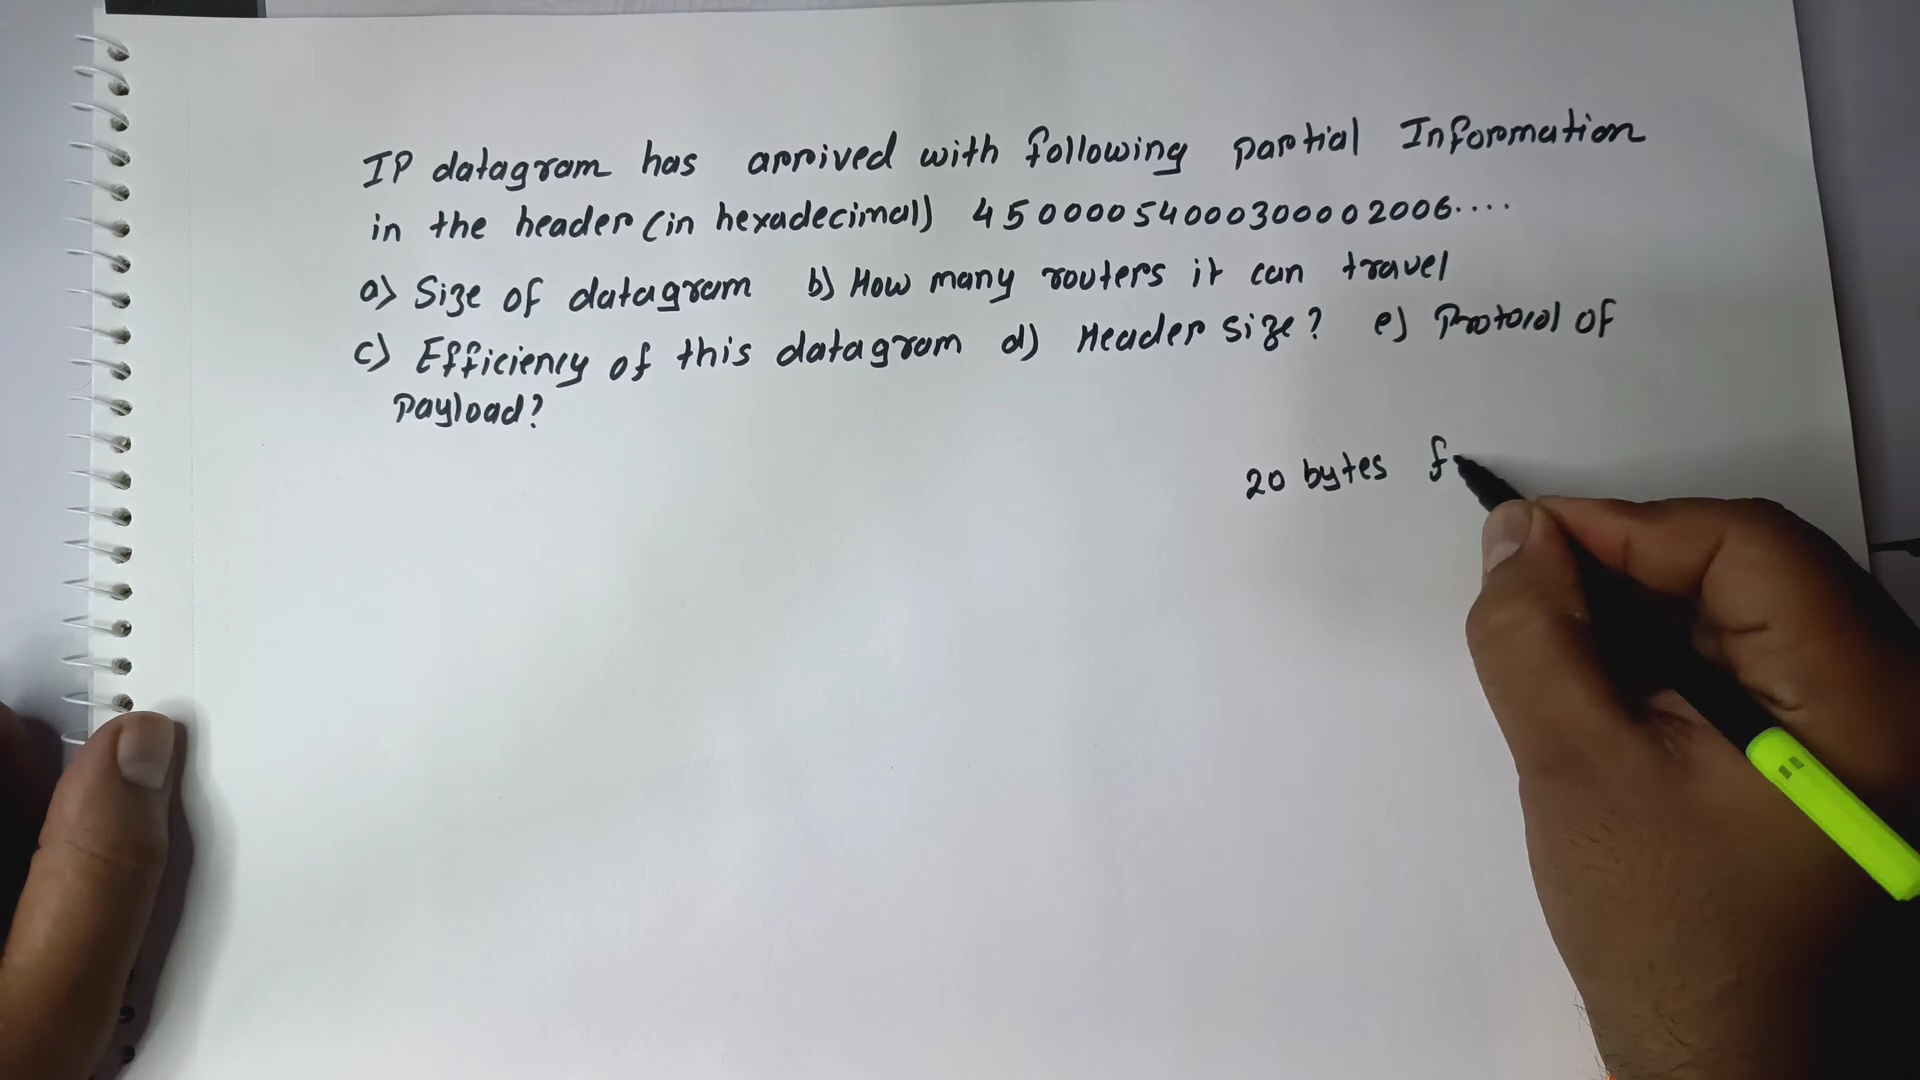 IP datagram has arrived with following partial Information
in the header (in hexadecimal) 45000054000300002006....
a) Size of datagram b) How many routers it can travel
c) Efficiency of this datagram d) Header size? e) Protocol of
Payload?
20 bytes f